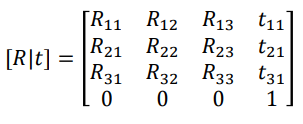 [R|t] = [R₁₁ R₁₂ R₁₃ t₁₁
R₂₁ R₂₂ R₂₃ t₂₁
R₃₁ R₃₂ R₃₃ t₃₁
0 0 0 1]